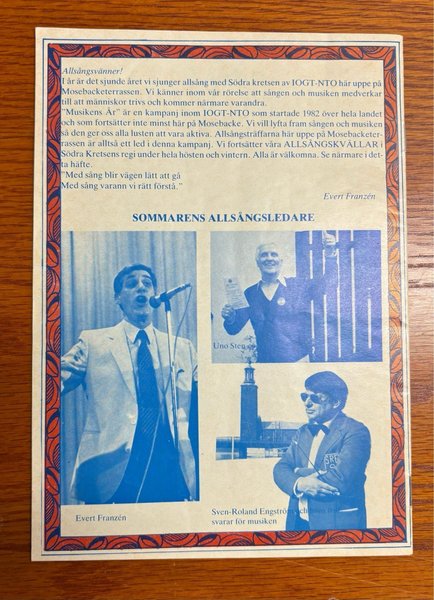 Allsångsvänner!
I år är det sjunde året vi sjunger allsång med Södra kretsen av IOGT-NTO här uppe på
Mosebacketerrassen. Vi känner inom vår rörelse att sången och musiken medverkar
till att människor trivs och kommer närmare varandra.
"Musikens År" är en kampanj inom IOGT-NTO som startade 1982 över hela landet
och som fortsätter inte minst här på Mosebacke. Vi vill lyfta fram sången och musiken
så den ger oss alla lusten att vara aktiva. Allsångsträffarna här uppe på Mosebacketer-
rassen är alltså ett led i denna kampanj. Vi fortsätter våra ALLSÅNGSKVÄLLAR i
Södra Kretsens regi under hela hösten och vintern. Alla är välkomna. Se närmare i det-
ta häfte.
"Med sång blir vägen lätt att gå
Med sång varann vi rätt förstå."
Evert Franzén
SOMMARENS ALLSÅNGSLEDARE
Uno Sten
Evert Franzén
Sven-Roland Engström och
svarar för musiken